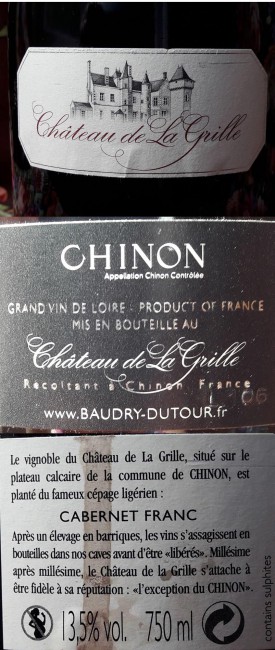 Château de La Grille
CHINON
Appellation Chinon Contrôlée
GRAND VIN DE LOIRE - PRODUCT OF FRANCE
MIS EN BOUTEILLE AU
Château de La Grille
Récoltant à Chinon, France
www.BAUDRY-DUTOUR.fr
Le vignoble du Château de La Grille, situé sur le
plateau calcaire de la commune de CHINON, est
planté du fameux cépage ligérien :
CABERNET FRANC
Après un élevage en barriques, les vins s'assagissent en
bouteilles dans nos caves avant d'être «libérés». Millésime
après millésime, le Château de La Grille s'attache à
être fidèle à sa réputation : «l'exception du CHINON».
13,5% vol. 750 ml
contains sulphites